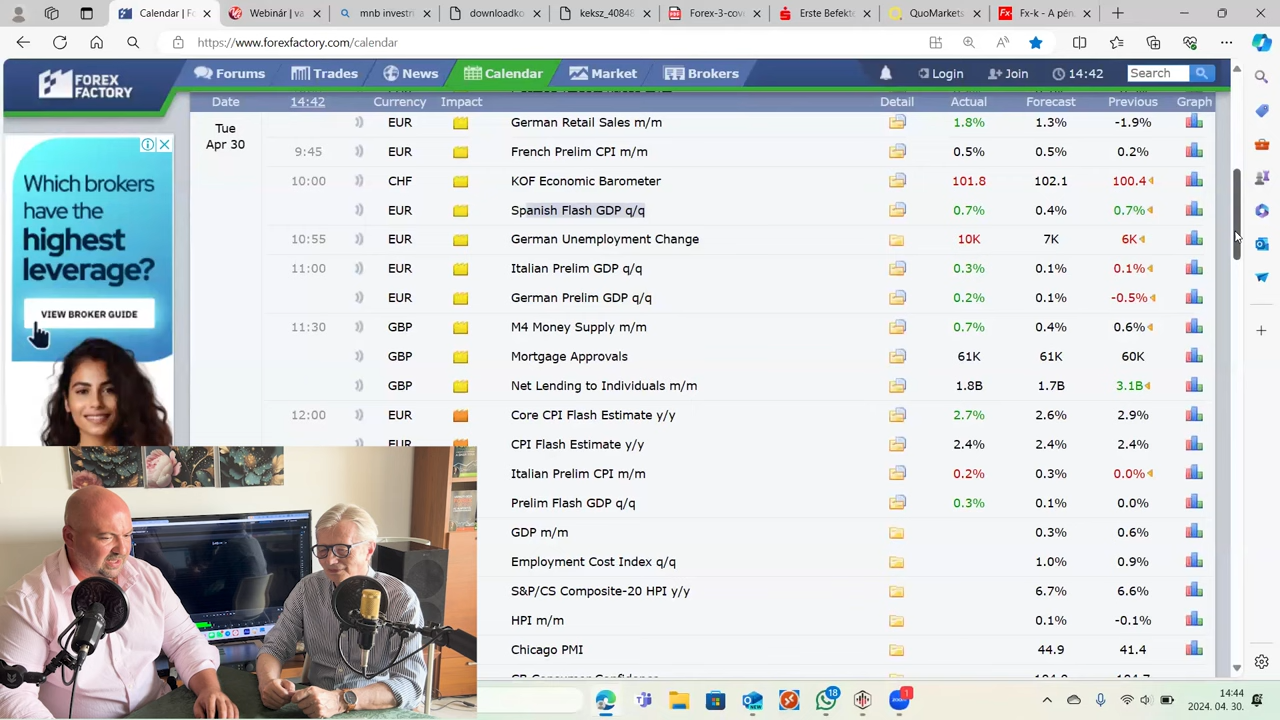 Calendar | Fo
Webinár | va
mnb investn
downloadko
keksz_40848
Forex-3-cove
Erste Befekte
QuoMarkets
Fx-k - A pén
https://www.forexfactory.com/calendar
FOREX
FACTORY
Forums
Trades
News
Calendar
Market
Brokers
Login
Join
14:42
Search
Date 14:42 Currency Impact Detail Actual Forecast Previous Graph
Tue
Apr 30
EUR German Retail Sales m/m 1.8% 1.3% -1.9%
9:45 EUR French Prelim CPI m/m 0.5% 0.5% 0.2%
10:00 CHF KOF Economic Barometer 101.8 102.1 100.4
EUR Spanish Flash GDP q/q 0.7% 0.4% 0.7%
10:55 EUR German Unemployment Change 10K 7K 6K
11:00 EUR Italian Prelim GDP q/q 0.3% 0.1% 0.1%
EUR German Prelim GDP q/q 0.2% 0.1% -0.5%
11:30 GBP M4 Money Supply m/m 0.7% 0.4% 0.6%
GBP Mortgage Approvals 61K 61K 60K
GBP Net Lending to Individuals m/m 1.8B 1.7B 3.1B
12:00 EUR Core CPI Flash Estimate y/y 2.7% 2.6% 2.9%
EUR CPI Flash Estimate y/y 2.4% 2.4% 2.4%
Italian Prelim CPI m/m 0.2% 0.3% 0.0%
Prelim Flash GDP q/q 0.3% 0.1% 0.0%
GDP m/m 0.3% 0.6%
Employment Cost Index q/q 1.0% 0.9%
S&P/CS Composite-20 HPI y/y 6.7% 6.6%
HPI m/m 0.1% -0.1%
Chicago PMI 44.9 41.4
Which brokers
have the
highest
leverage?
VIEW BROKER GUIDE
18
1
14:44
2024. 04. 30.